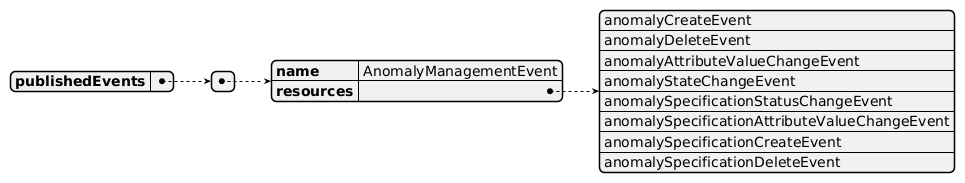 publishedEvents
name AnomalyManagementEvent
resources
anomalyCreateEvent
anomalyDeleteEvent
anomalyAttributeValueChangeEvent
anomalyStateChangeEvent
anomalySpecificationStatusChangeEvent
anomalySpecificationAttributeValueChangeEvent
anomalySpecificationCreateEvent
anomalySpecificationDeleteEvent